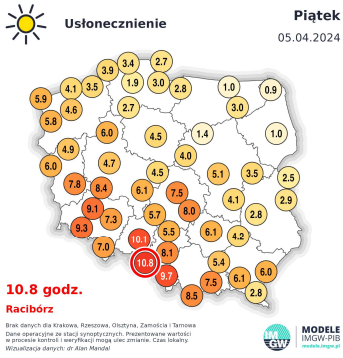 Usłonecznienie
Piątek
05.04.2024
3.9 3.4 2.7
4.1 3.5 1.9 3.0 2.8 1.0 0.9
5.9 4.6 2.7 3.0
5.8 6.0 4.5 1.4 1.0
4.9 4.0
6.0 4.7 4.5 5.1 3.5 2.5
7.8 8.4 6.1 7.5 4.1 2.9
9.1 7.3 5.7 8.0 2.8
9.3 5.5 6.1 4.2
7.0 10.1 8.1
10.8 9.7 5.4 6.1 6.0
8.5 7.5 2.8
10.8 godz.
Racibórz
Brak danych dla Krakowa, Rzeszowa, Olsztyna, Zamościa i Tarnowa
Dane operacyjne ze stacji synoptycznych. Prezentowane wartości
w procesie kontroli i weryfikacji mogą ulec zmianie. Czas lokalny.
Wizualizacja danych: dr Alan Mandal
IM
GW
MODELE
IMGW-PIB
modele.imgw.pl